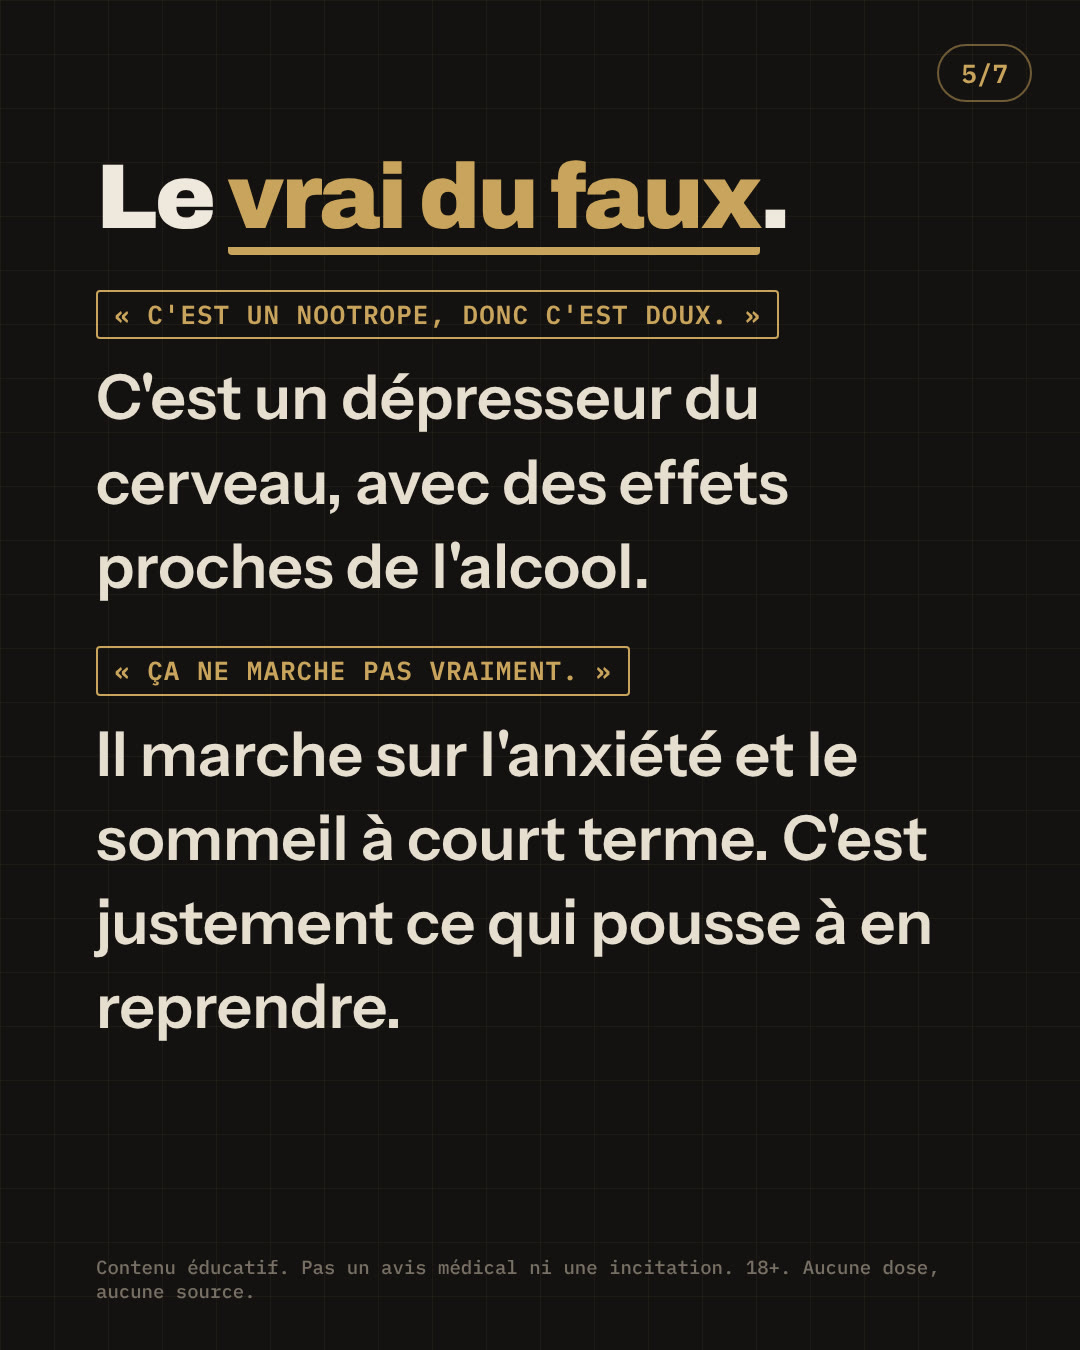 5/7
Le vrai du faux.
« C'EST UN NOOTROPE, DONC C'EST DOUX. »
C'est un dépresseur du
cerveau, avec des effets
proches de l'alcool.
« ÇA NE MARCHE PAS VRAIMENT. »
Il marche sur l'anxiété et le
sommeil à court terme. C'est
justement ce qui pousse à en
reprendre.
Contenu éducatif. Pas un avis médical ni une incitation. 18+. Aucune dose,
aucune source.